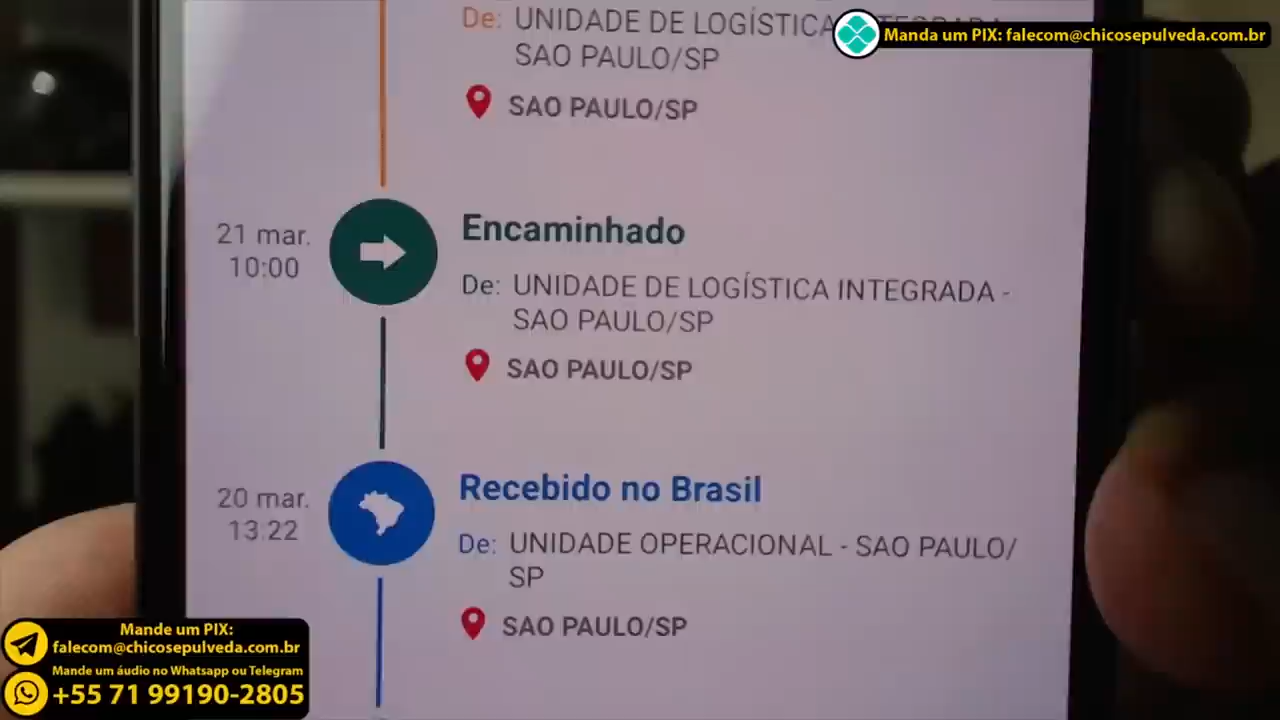 De: UNIDADE DE LOGÍSTICA INTEGRADA
SAO PAULO/SP
SAO PAULO/SP
Manda um PIX: falecom@chicosepulveda.com.br
21 mar.
10:00
Encaminhado
De: UNIDADE DE LOGÍSTICA INTEGRADA -
SAO PAULO/SP
SAO PAULO/SP
20 mar.
13:22
Recebido no Brasil
De: UNIDADE OPERACIONAL - SAO PAULO/
SP
SAO PAULO/SP
Mande um PIX:
falecom@chicosepulveda.com.br
Mande um áudio no Whatsapp ou Telegram
+55 71 99190-2805